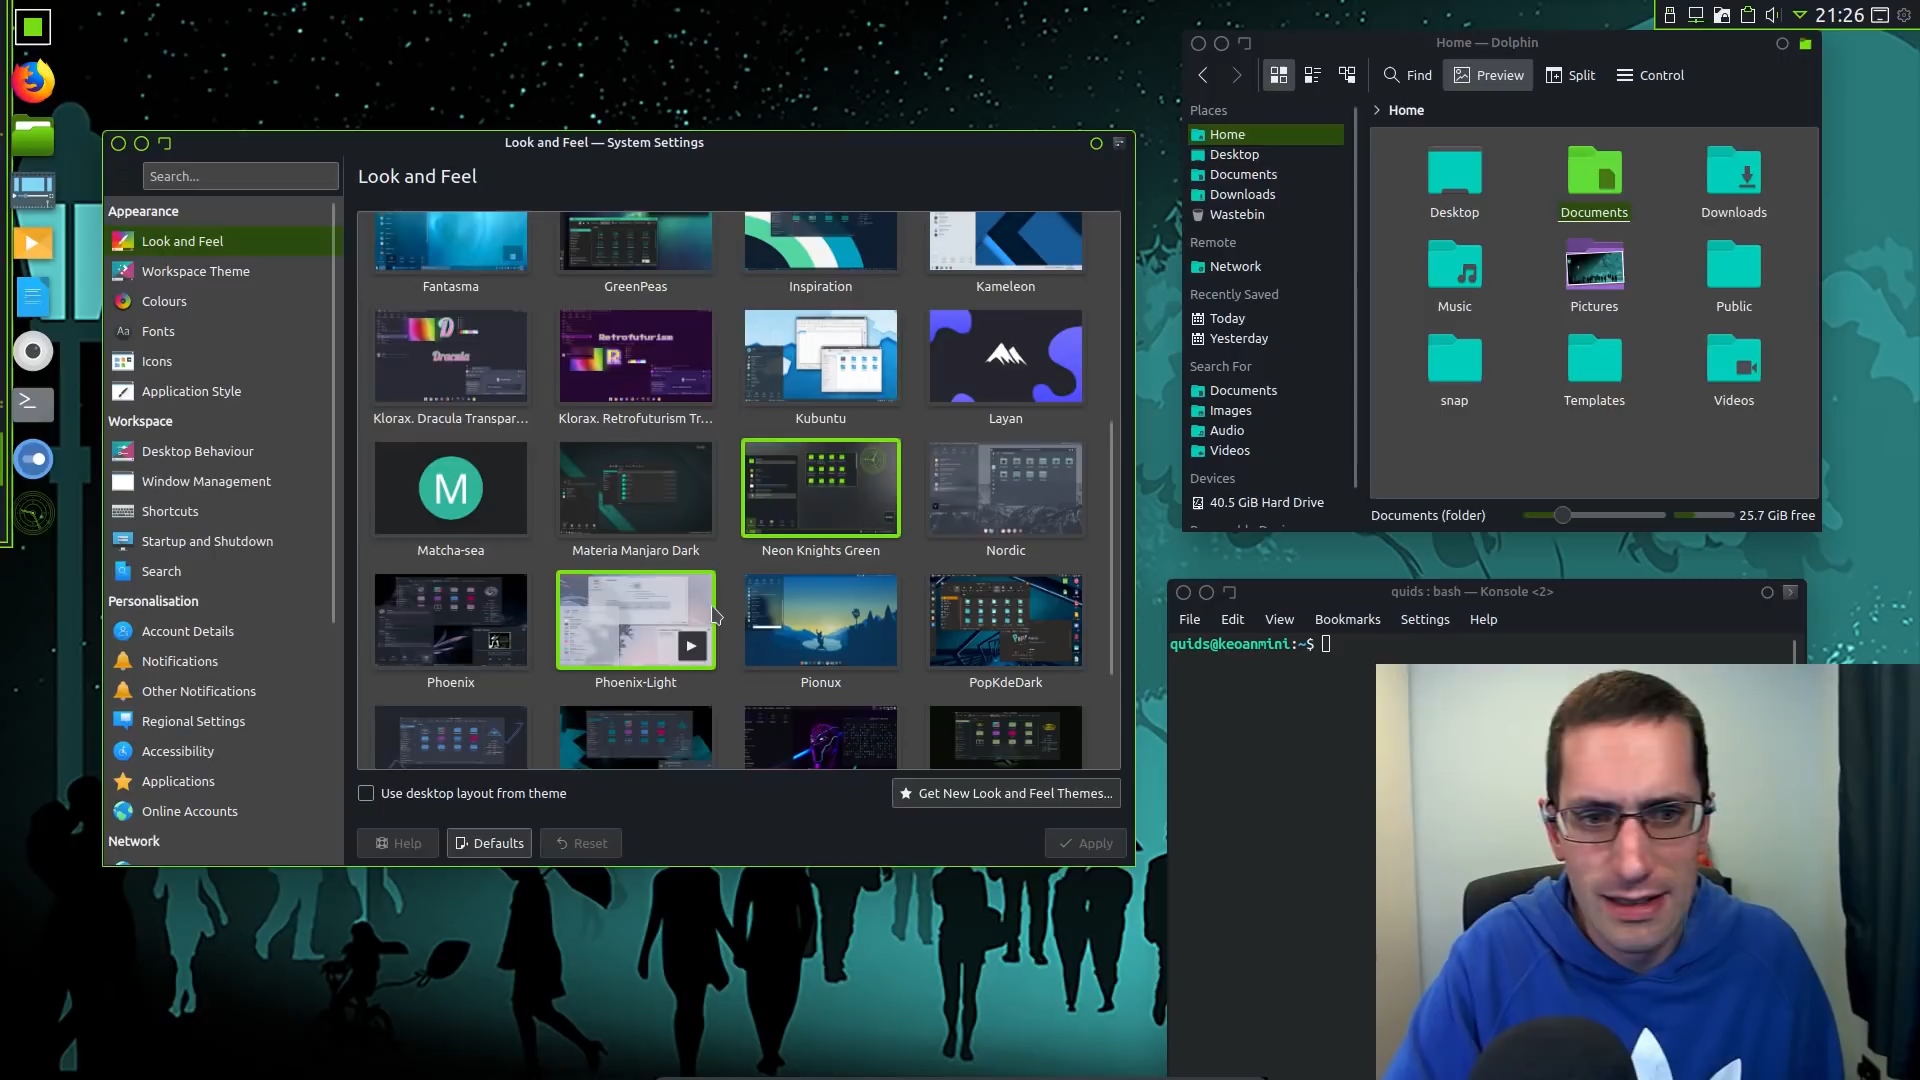 21:26
Look and Feel — System Settings
Search...
Look and Feel
Appearance
Look and Feel
Workspace Theme
Colours
Fonts
Icons
Application Style
Workspace
Desktop Behaviour
Window Management
Shortcuts
Startup and Shutdown
Search
Personalisation
Account Details
Notifications
Other Notifications
Regional Settings
Accessibility
Applications
Online Accounts
Network
Fantasma
GreenPeas
Inspiration
Kameleon
Dracula
Retrofuturism
Klorax. Dracula Transpar...
Klorax. Retrofuturism Tr...
Kubuntu
Layan
M
Matcha-sea
Materia Manjaro Dark
Neon Knights Green
Nordic
Phoenix
Phoenix-Light
Pionux
PopKdeDark
Use desktop layout from theme
Get New Look and Feel Themes...
Help
Defaults
Reset
Apply
Home — Dolphin
Find
Preview
Split
Control
Places
Home
Desktop
Documents
Downloads
Wastebin
Remote
Network
Recently Saved
Today
Yesterday
Search For
Documents
Images
Audio
Videos
Devices
40.5 GiB Hard Drive
Home
Desktop
Documents
Downloads
Music
Pictures
Public
snap
Templates
Videos
Documents (folder)
25.7 GiB free
quids : bash — Konsole <2>
File Edit View Bookmarks Settings Help
quids@keoanmini:~$